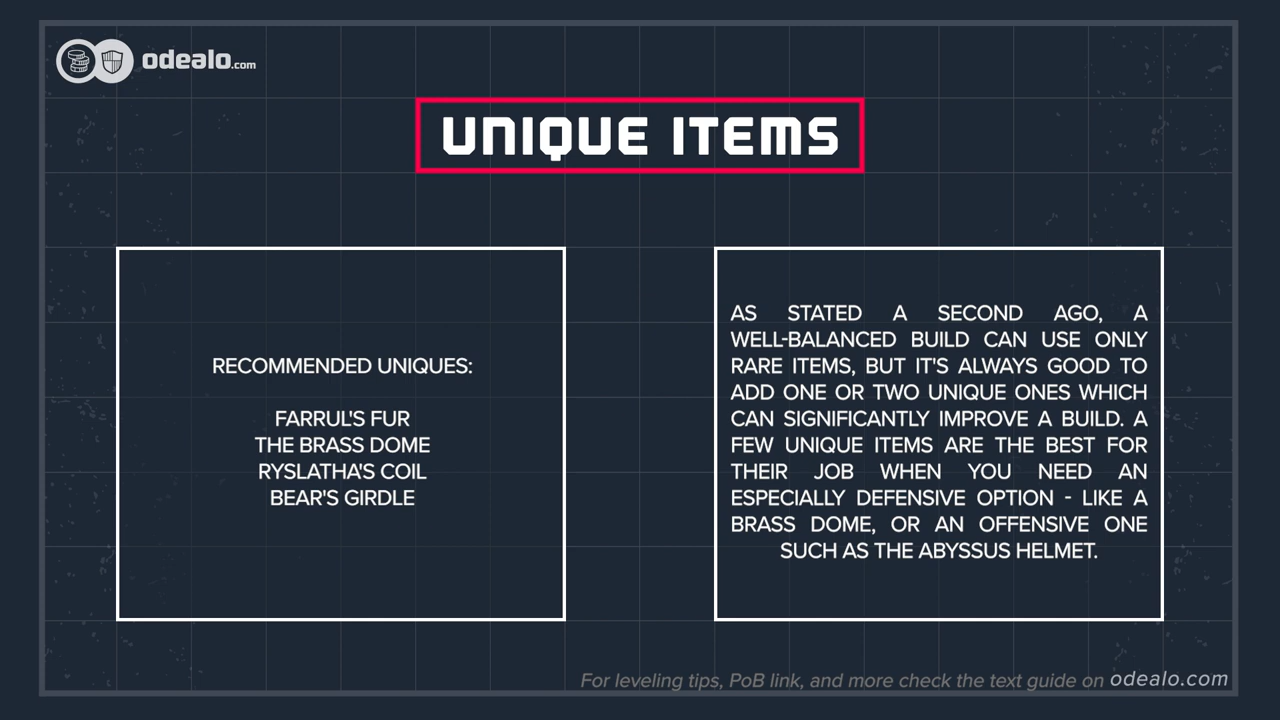 odealo.com
UNIQUE ITEMS
RECOMMENDED UNIQUES:
FARRUL'S FUR
THE BRASS DOME
RYSLATHA'S COIL
BEAR'S GIRDLE
AS STATED A SECOND AGO, A
WELL-BALANCED BUILD CAN USE ONLY
RARE ITEMS, BUT IT'S ALWAYS GOOD TO
ADD ONE OR TWO UNIQUE ONES WHICH
CAN SIGNIFICANTLY IMPROVE A BUILD. A
FEW UNIQUE ITEMS ARE THE BEST FOR
THEIR JOB WHEN YOU NEED AN
ESPECIALLY DEFENSIVE OPTION - LIKE A
BRASS DOME, OR AN OFFENSIVE ONE
SUCH AS THE ABYSSUS HELMET.
For leveling tips, PoB link, and more check the text guide on odealo.com